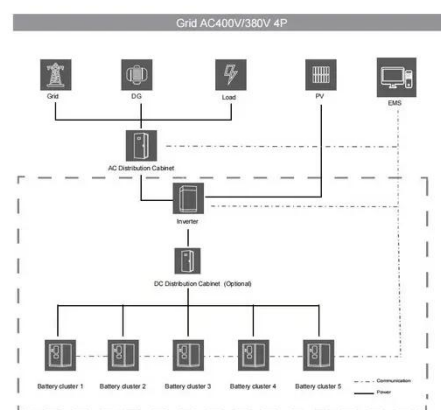 Grid AC400V/380V 4P
Grid
DG
Load
PV
EMS
AC Distribution Cabinet
Inverter
DC Distribution Cabinet (Optional)
Battery cluster 1
Battery cluster 2
Battery cluster 3
Battery cluster 4
Battery cluster 5
Communication
Power